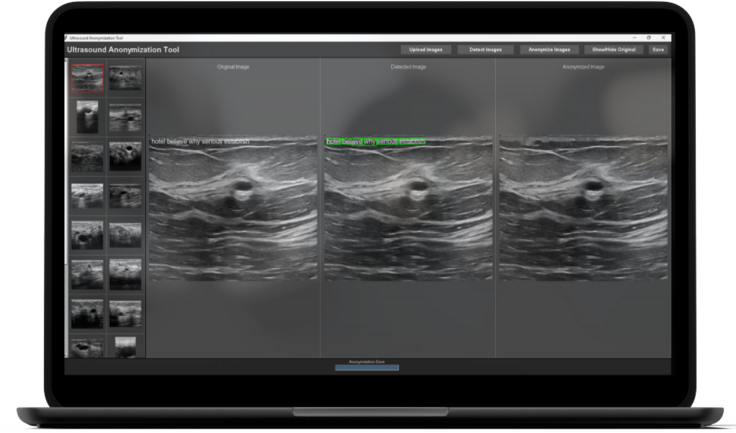 Ultrasound Anonymization Tool
Ultrasound Anonymization Tool
Upload Images
Detect Images
Anonymize Images
Show/Hide Original
Save
Original Image
Detected Image
Anonymized Image
hotel believe why serious establish
hotel believe why serious establish
Anonymization Done